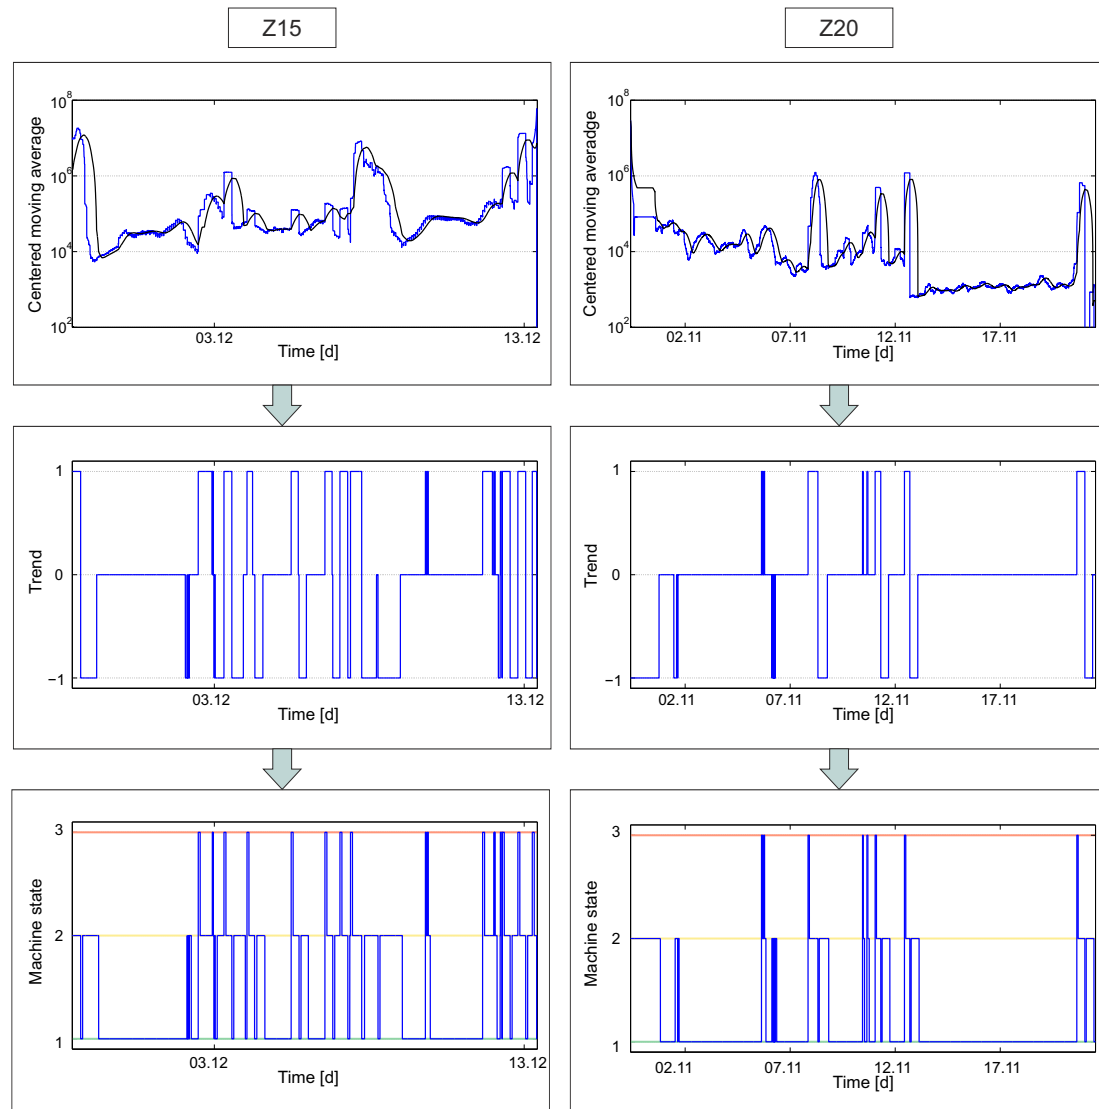 Z15
Z20
Centered moving average
10^8
10^6
10^4
10^2
03.12
13.12
Time [d]
Centered moving averadge
10^8
10^6
10^4
10^2
02.11
07.11
12.11
17.11
Time [d]
Trend
1
0
−1
03.12
13.12
Time [d]
Trend
1
0
−1
02.11
07.11
12.11
17.11
Time [d]
Machine state
3
2
1
03.12
13.12
Time [d]
Machine state
3
2
1
02.11
07.11
12.11
17.11
Time [d]